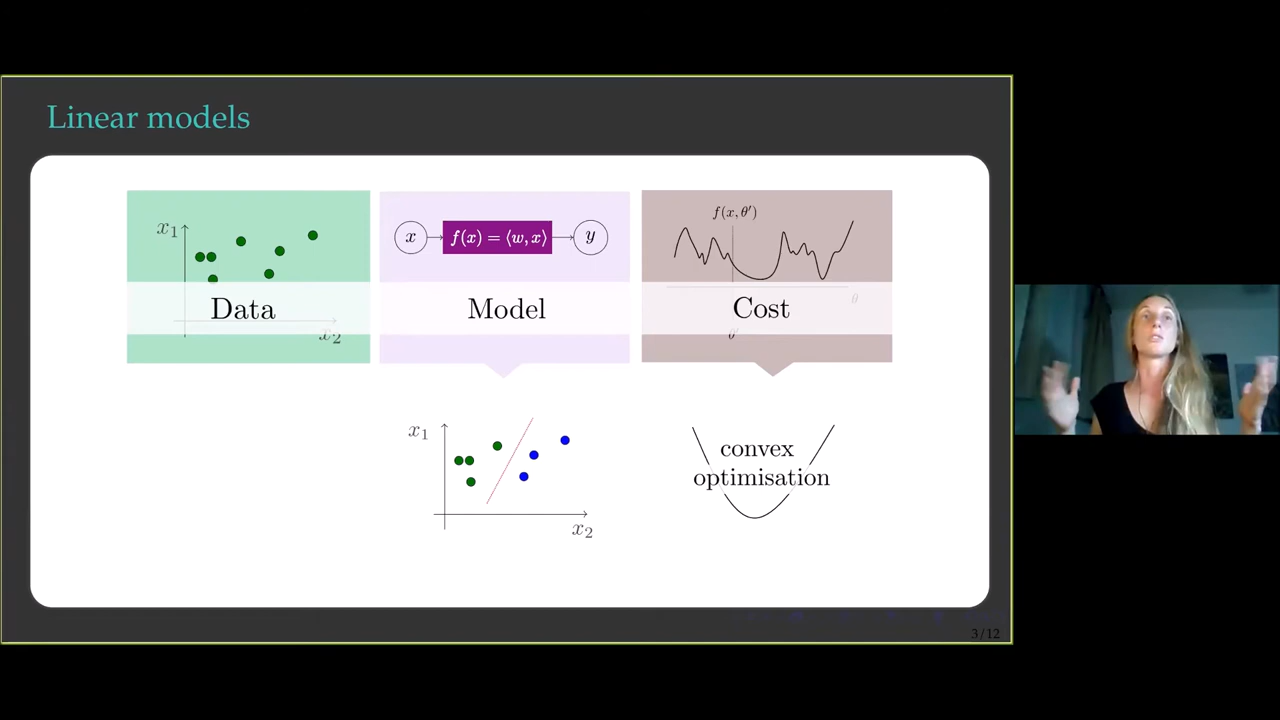 Linear models
x1
x2
Data
x
f(x) = ⟨w, x⟩
y
Model
f(x, θ′)
θ
θ′
Cost
x1
x2
convex
optimisation
3/12